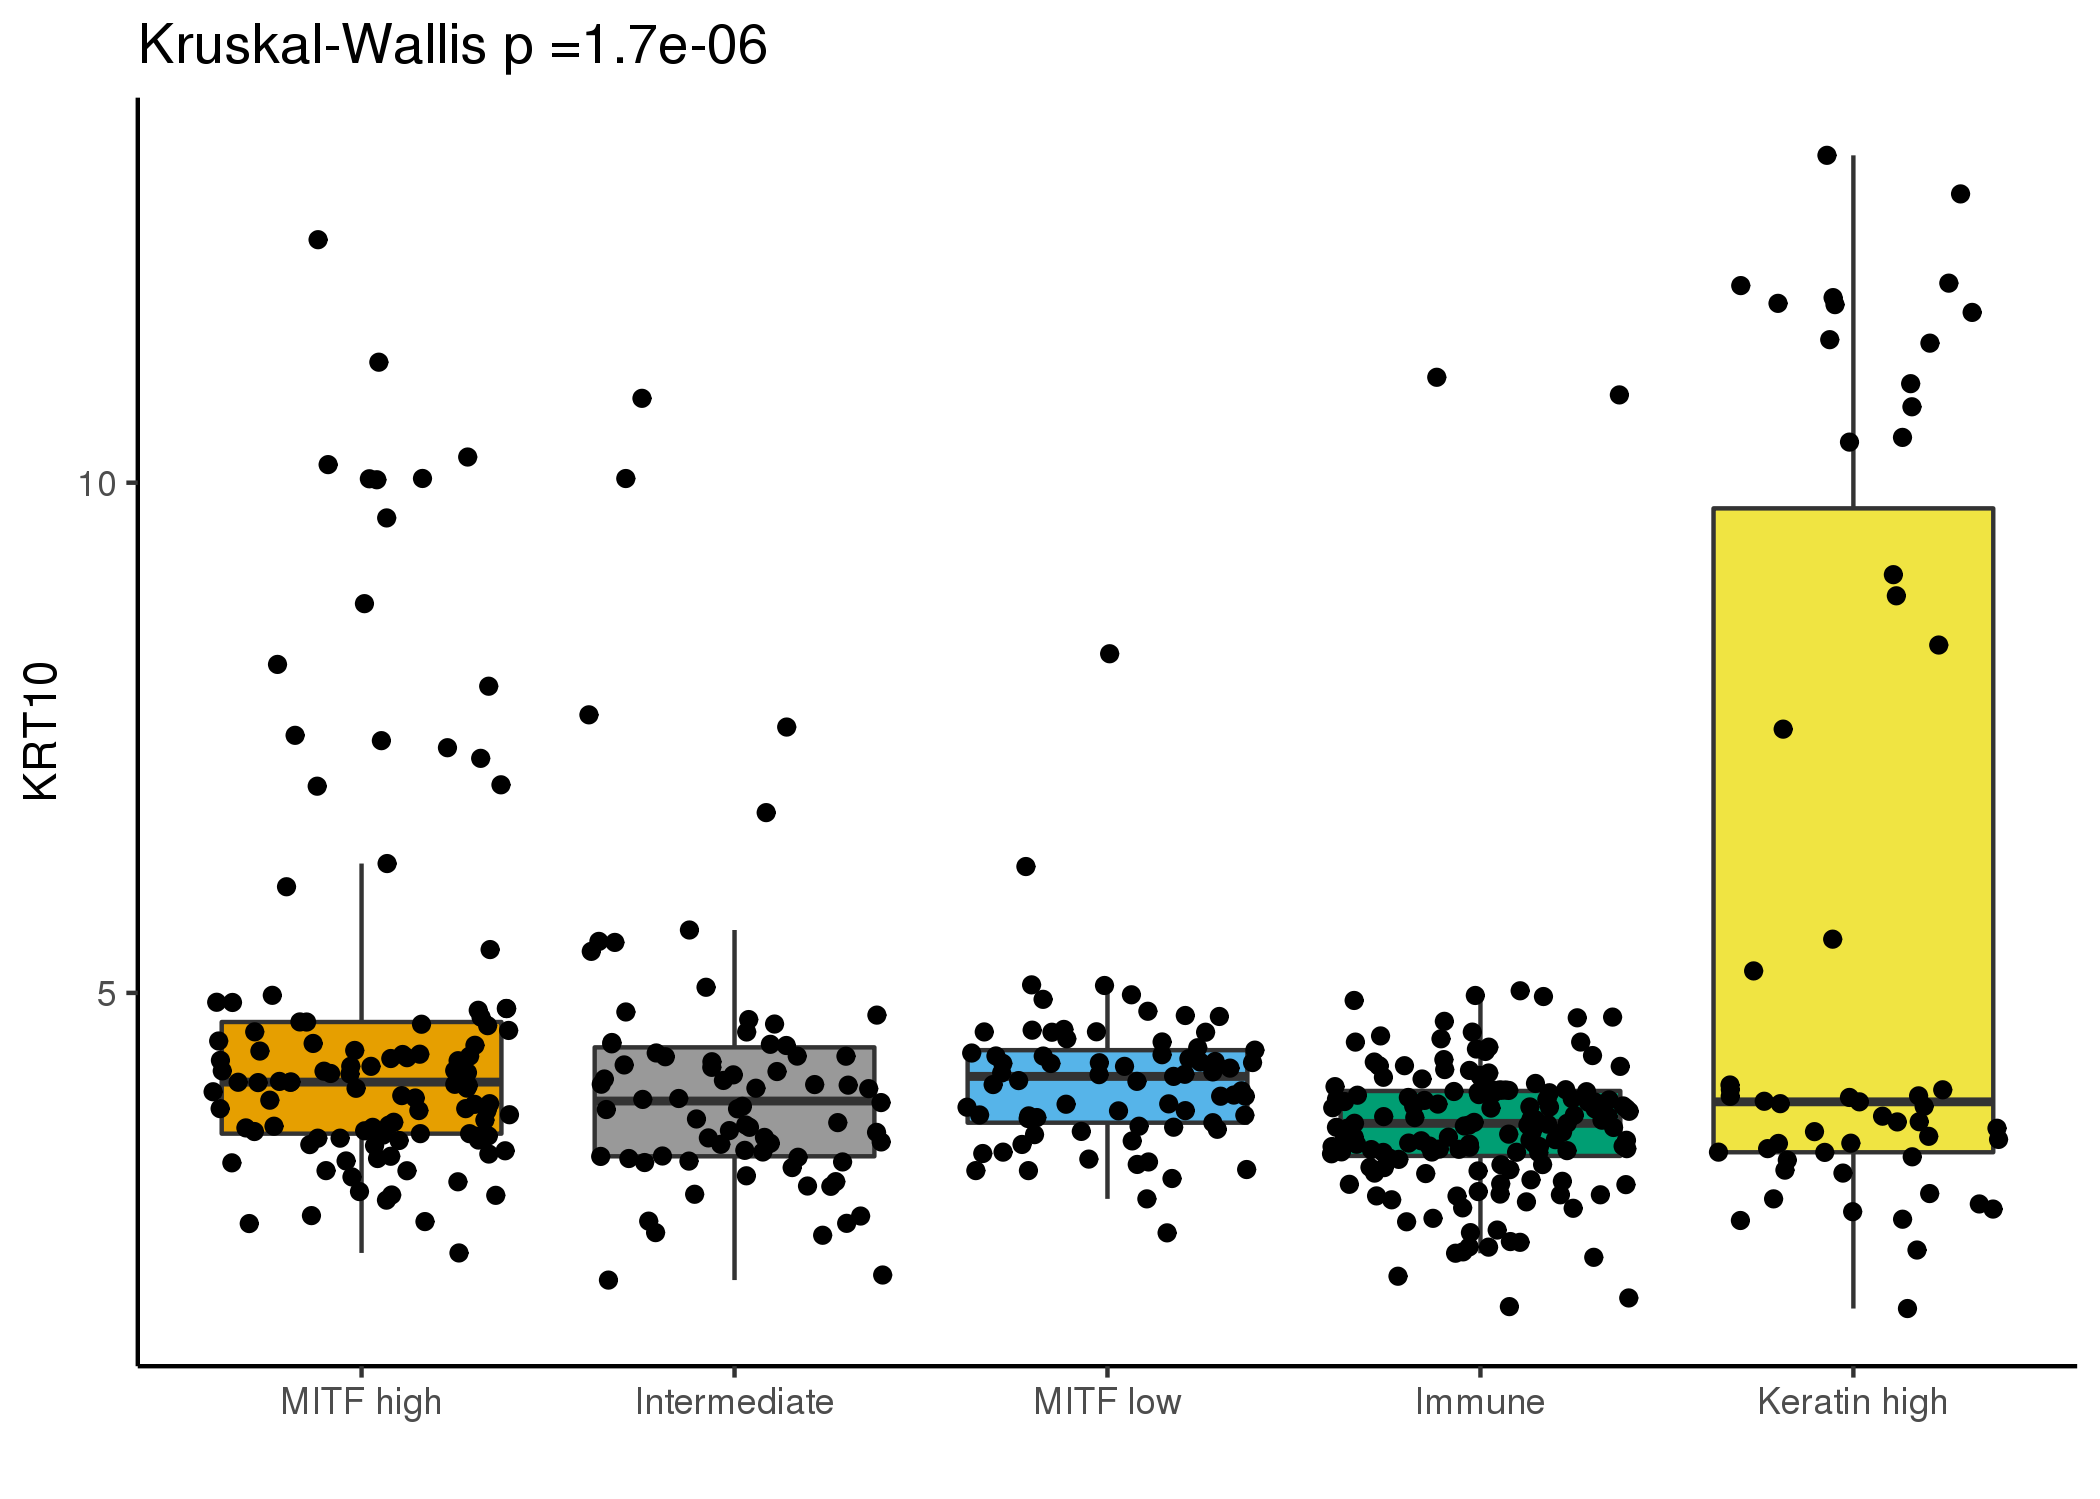 Kruskal-Wallis p =1.7e-06
KRT10
10
5
MITF high
Intermediate
MITF low
Immune
Keratin high